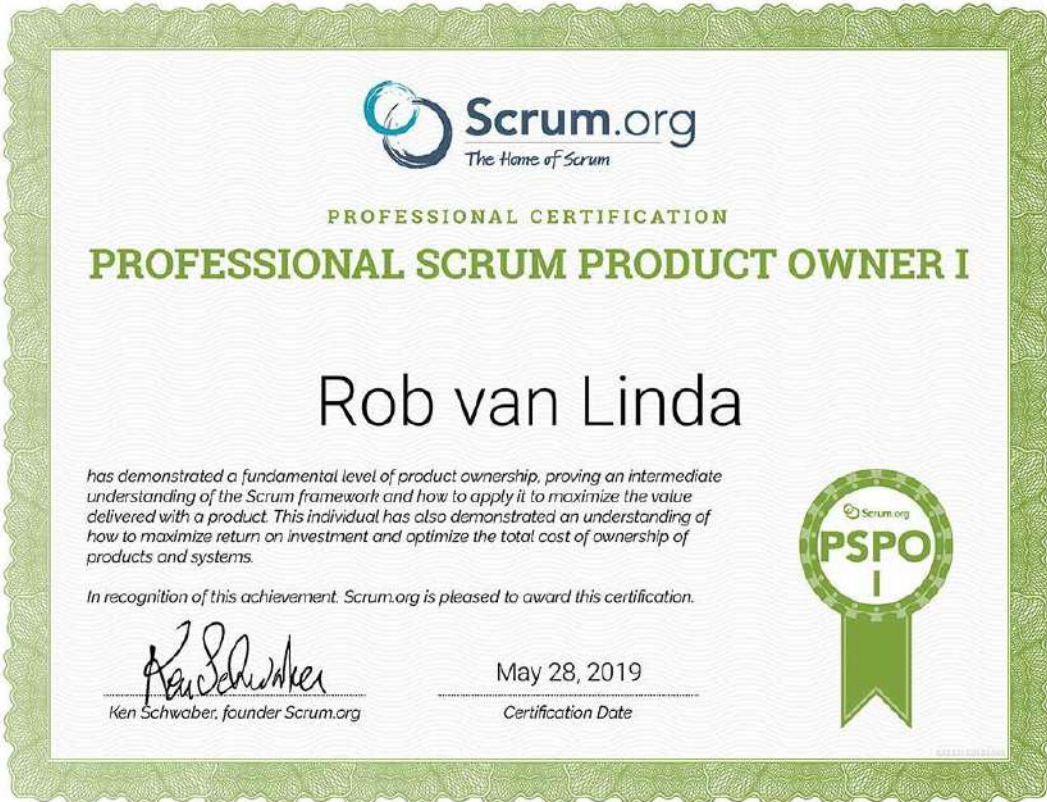 Scrum.org
The Home of Scrum
PROFESSIONAL CERTIFICATION
PROFESSIONAL SCRUM PRODUCT OWNER I
Rob van Linda
has demonstrated a fundamental level of product ownership, proving an intermediate
understanding of the Scrum framework and how to apply it to maximize the value
delivered with a product. This individual has also demonstrated an understanding of
how to maximize return on investment and optimize the total cost of ownership of
products and systems.
In recognition of this achievement. Scrum.org is pleased to award this certification.
Scrum.org
PSPO
I
Ken Schwaber
May 28, 2019
Ken Schwaber, founder Scrum.org
Certification Date